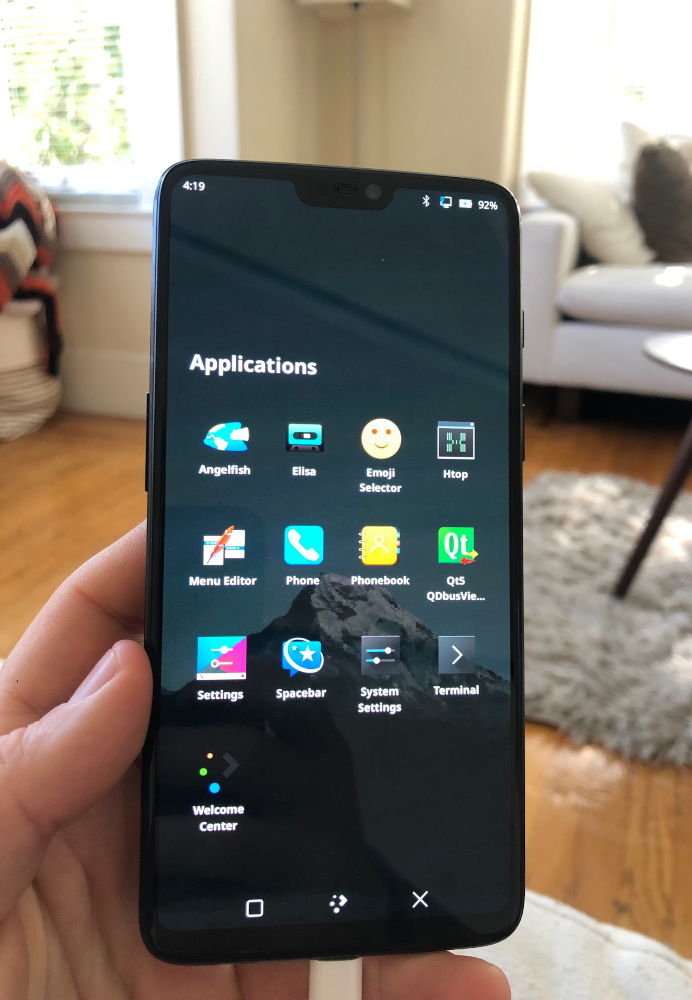 4:19
92%
Applications
Angelfish
Elisa
Emoji
Selector
Htop
Menu Editor
Phone
Phonebook
Qt
Qt5
QDbusVie...
Settings
Spacebar
System
Settings
Terminal
Welcome
Center